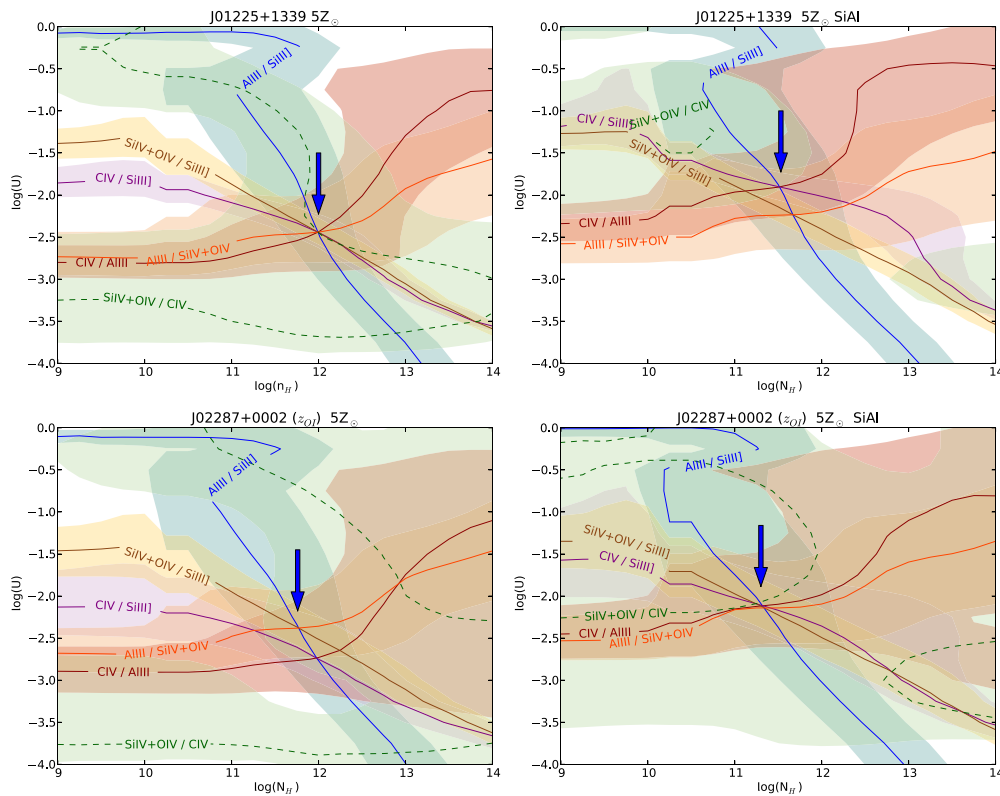 J01225+1339 5Z☉
log(U)
0.0
−0.5
−1.0
−1.5
−2.0
−2.5
−3.0
−3.5
−4.0
AlIII / SiIII]
SiIV+OIV / SiIII]
CIV / SiIII]
AlIII / SiIV+OIV
CIV / AlIII
SiIV+OIV / CIV
9 10 11 12 13 14
log(n_H)
J01225+1339 5Z☉ SiAl
log(U)
0.0
−0.5
−1.0
−1.5
−2.0
−2.5
−3.0
−3.5
−4.0
AlIII / SiIII]
CIV / SiIII]
SiIV+OIV / CIV
SiIV+OIV / SiIII]
CIV / AlIII
AlIII / SiIV+OIV
9 10 11 12 13 14
log(N_H)
J02287+0002 (z_OI) 5Z☉
log(U)
0.0
−0.5
−1.0
−1.5
−2.0
−2.5
−3.0
−3.5
−4.0
AlIII / SiIII]
SiIV+OIV / SiIII]
CIV / SiIII]
AlIII / SiIV+OIV
CIV / AlIII
SiIV+OIV / CIV
9 10 11 12 13 14
log(N_H)
J02287+0002 (z_OI) 5Z☉ SiAl
log(U)
0.0
−0.5
−1.0
−1.5
−2.0
−2.5
−3.0
−3.5
−4.0
AlIII / SiIII]
SiIV+OIV / SiIII]
CIV / SiIII]
SiIV+OIV / CIV
CIV / AlIII
AlIII / SiIV+OIV
9 10 11 12 13 14
log(N_H)